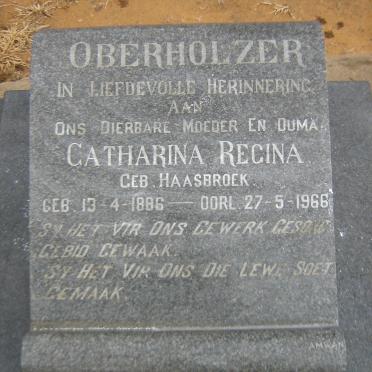 OBERHOLZER
IN LIEFDEVOLLE HERINNERING
AAN
ONS DIERBARE MOEDER EN OUMA
CATHARINA REGINA
GEB. HAASBROEK
GEB. 13-4-1886 — OORL. 27-5-1966
SY HET VIR ONS GEWERK GESORG
GEBID GEWAAK.
SY HET VIR ONS DIE LEWE SOET
GEMAAK.
AMKAN